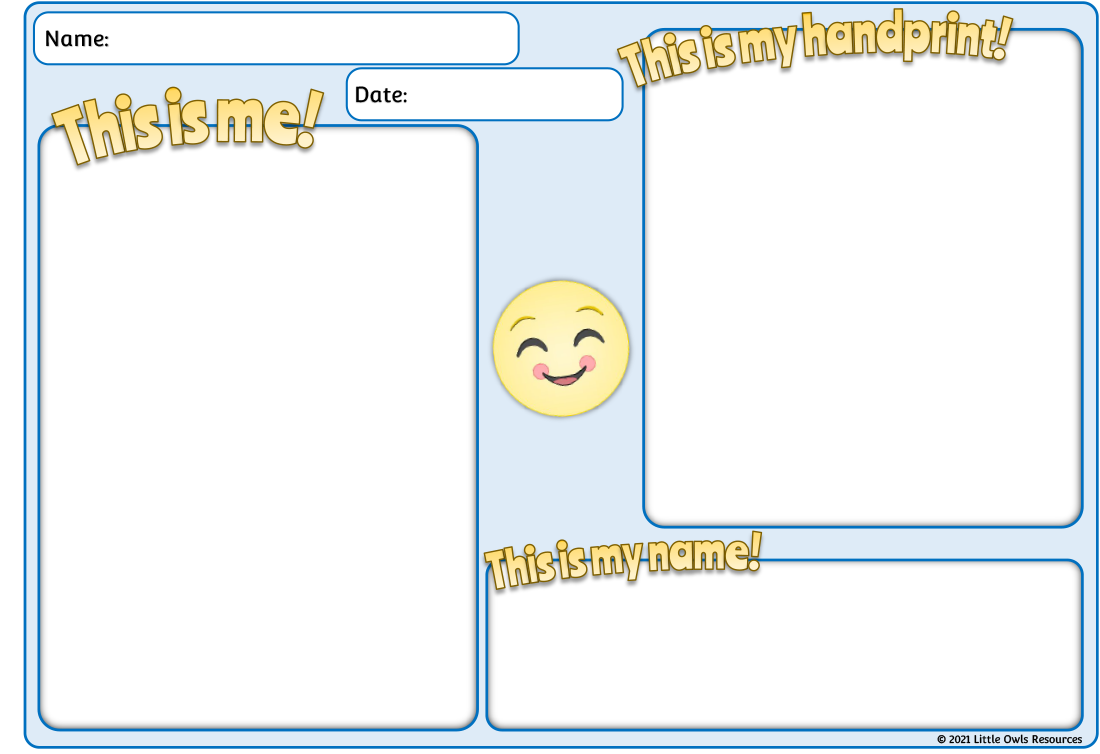 Name:
Date:
This is me!
This is my handprint!
This is my name!
© 2021 Little Owls Resources